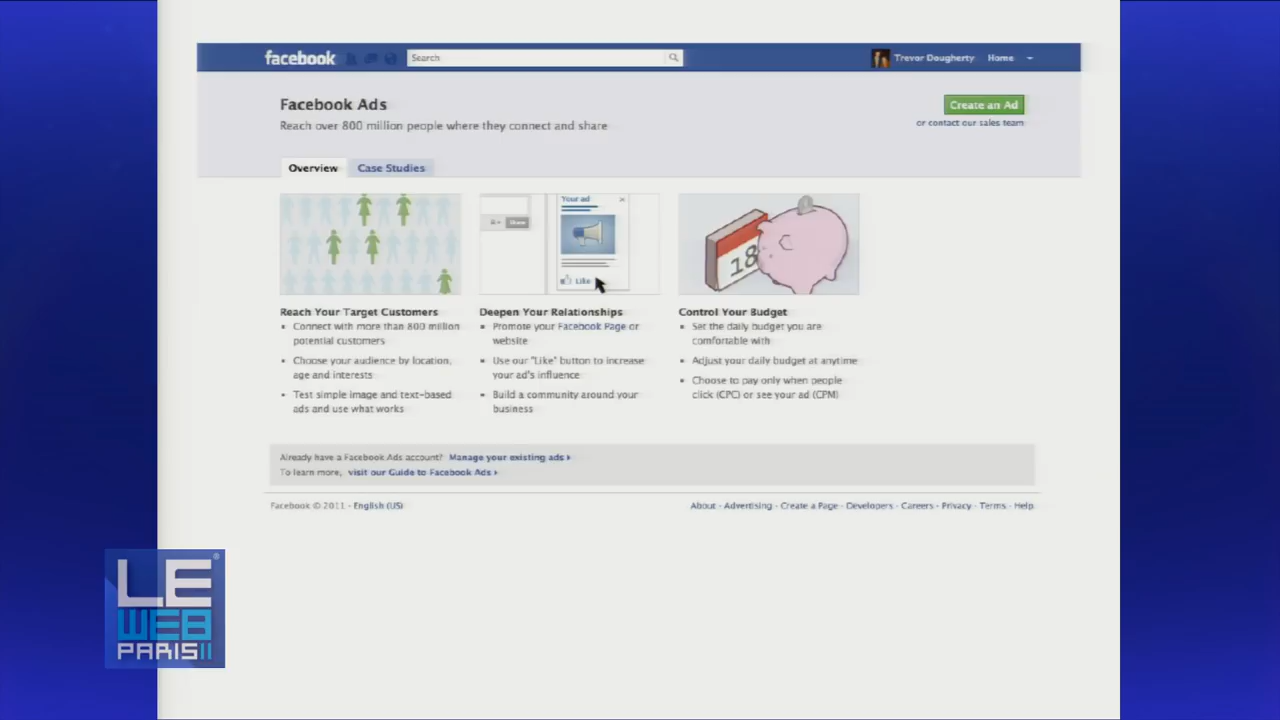 facebook Search Trevor Dougherty Home
Facebook Ads
Create an Ad
Reach over 800 million people where they connect and share
or contact our sales team
Overview Case Studies
Your ad
Share
18
Like
Reach Your Target Customers
Connect with more than 800 million
potential customers
Choose your audience by location,
age and interests
Test simple image and text-based
ads and use what works
Deepen Your Relationships
Promote your Facebook Page or
website
Use our "Like" button to increase
your ad's influence
Build a community around your
business
Control Your Budget
Set the daily budget you are
comfortable with
Adjust your daily budget at anytime
Choose to pay only when people
click (CPC) or see your ad (CPM)
Already have a Facebook Ads account? Manage your existing ads
To learn more, visit our Guide to Facebook Ads
Facebook © 2011 · English (US)
About · Advertising · Create a Page · Developers · Careers · Privacy · Terms · Help
LE
WEB
PARIS11